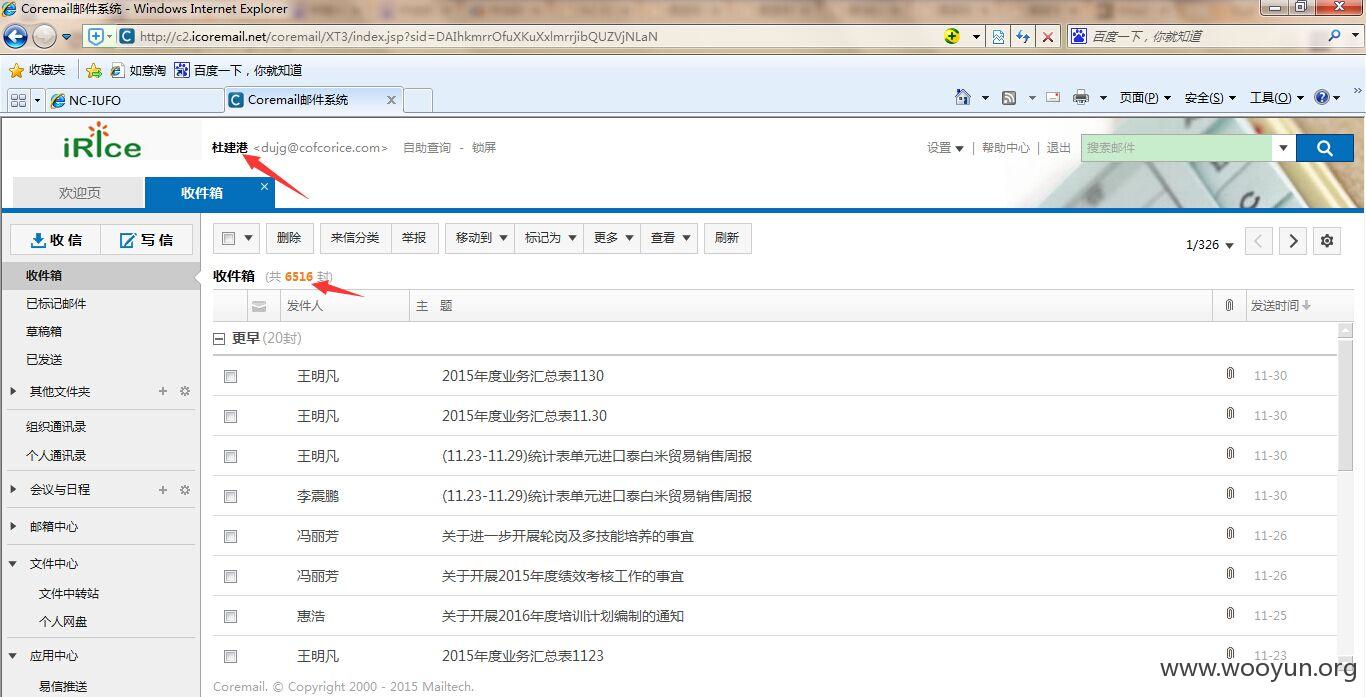 Coremail邮件系统 - Windows Internet Explorer
http://c2.icoremail.net/coremail/XT3/index.jsp?sid=DAIhkmrrOfuXKuXxlmrrjibQUZVjNLaN
百度一下，你就知道
收藏夹 如意淘 百度一下，你就知道
NC-IUFO Coremail邮件系统 页面(P) 安全(S) 工具(O)
iRIce
杜建港 <dujg@cofcorice.com> 自助查询 - 锁屏 设置 | 帮助中心 | 退出 搜索邮件
欢迎页 收件箱
收信 写信 删除 来信分类 举报 移动到 标记为 更多 查看 刷新 1/326
收件箱
已标记邮件
草稿箱
已发送
其他文件夹
组织通讯录
个人通讯录
会议与日程
邮箱中心
文件中心
文件中转站
个人网盘
应用中心
易信推送
收件箱 (共 6516 封)
发件人 主 题 发送时间
更早 (20封)
王明凡 2015年度业务汇总表1130 11-30
王明凡 2015年度业务汇总表11.30 11-30
王明凡 (11.23-11.29)统计表单元进口泰白米贸易销售周报 11-30
李震鹏 (11.23-11.29)统计表单元进口泰白米贸易销售周报 11-30
冯丽芳 关于进一步开展轮岗及多技能培养的事宜 11-26
冯丽芳 关于开展2015年度绩效考核工作的事宜 11-26
惠浩 关于开展2016年度培训计划编制的通知 11-25
王明凡 2015年度业务汇总表1123 11-23
Coremail. © Copyright 2000 - 2015 Mailtech.
www.wooyun.org